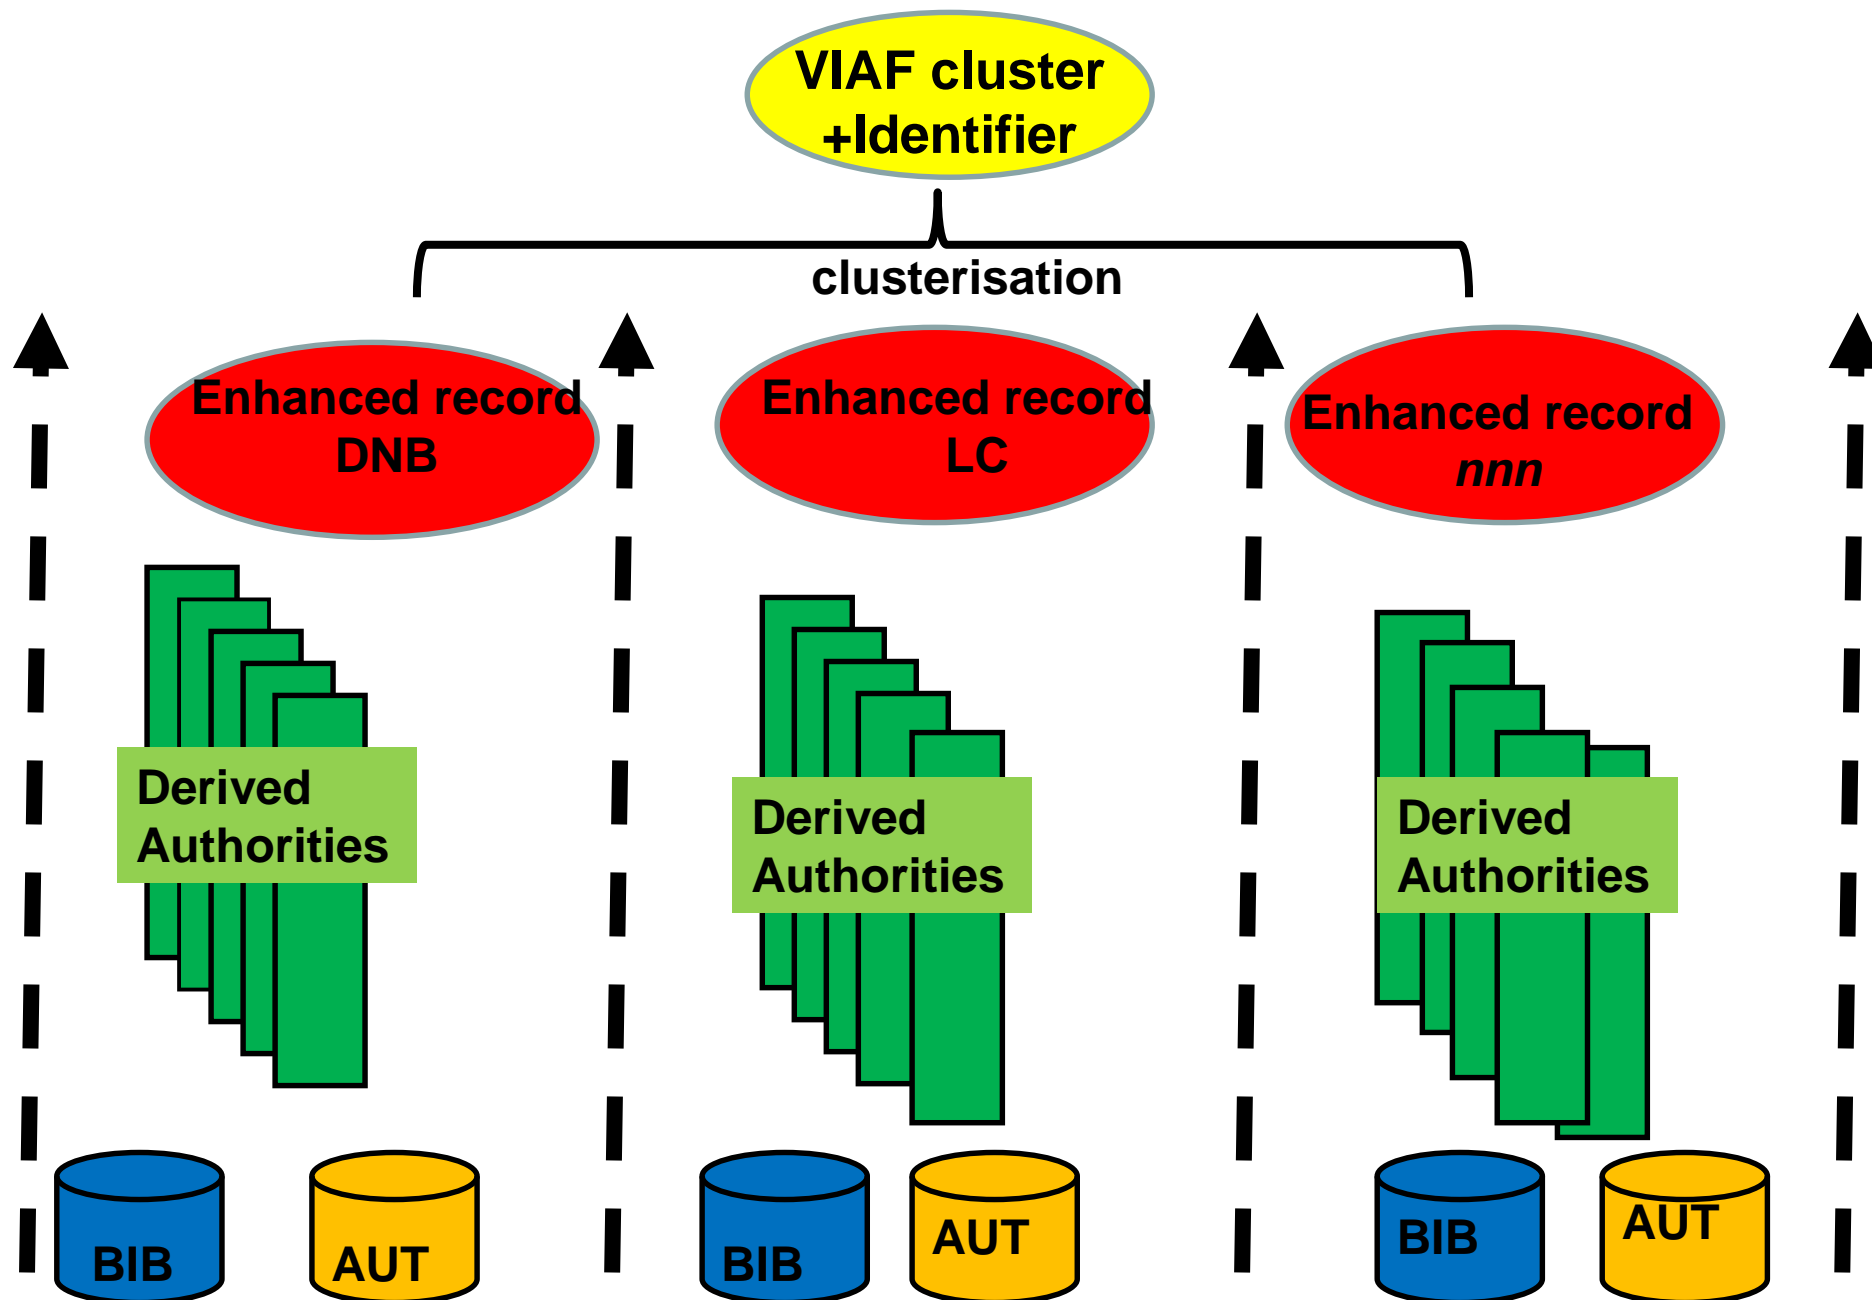 VIAF cluster
+Identifier
clusterisation
Enhanced record
DNB
Enhanced record
LC
Enhanced record
nnn
Derived
Authorities
Derived
Authorities
Derived
Authorities
BIB
AUT
BIB
AUT
BIB
AUT